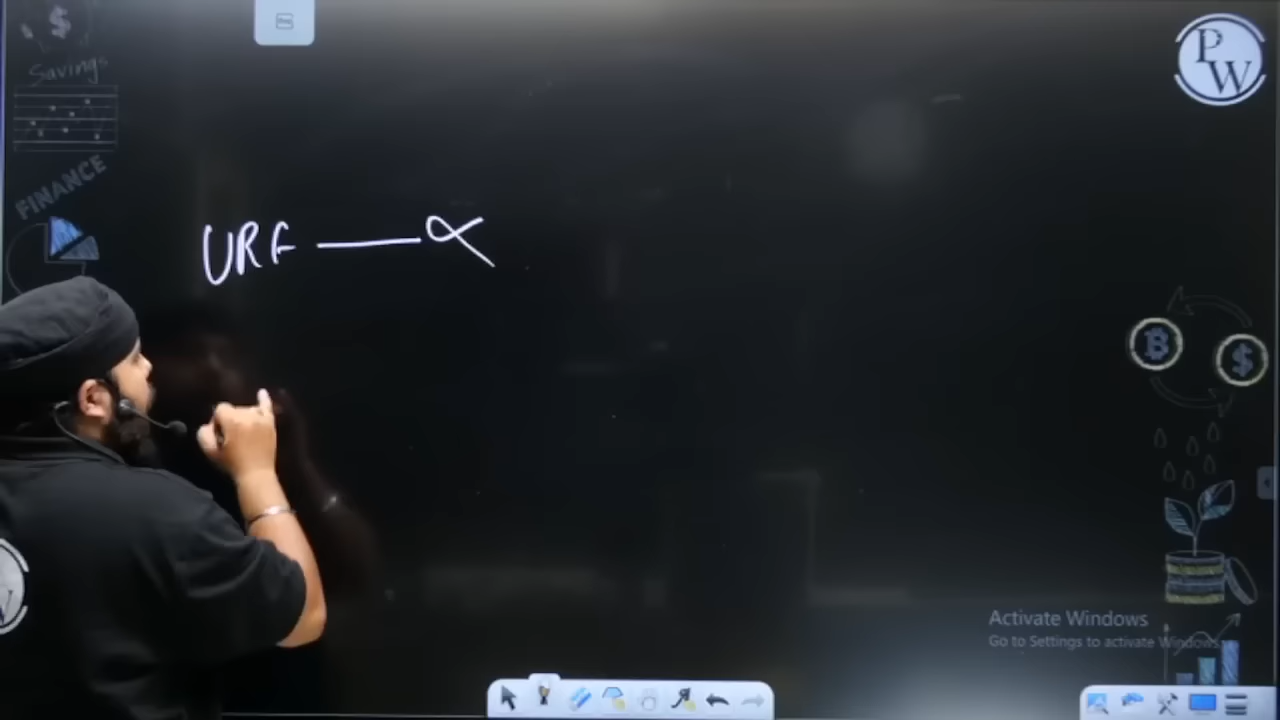 Savings
FINANCE
PW
URF — ∝
Activate Windows
Go to Settings to activate Windows.